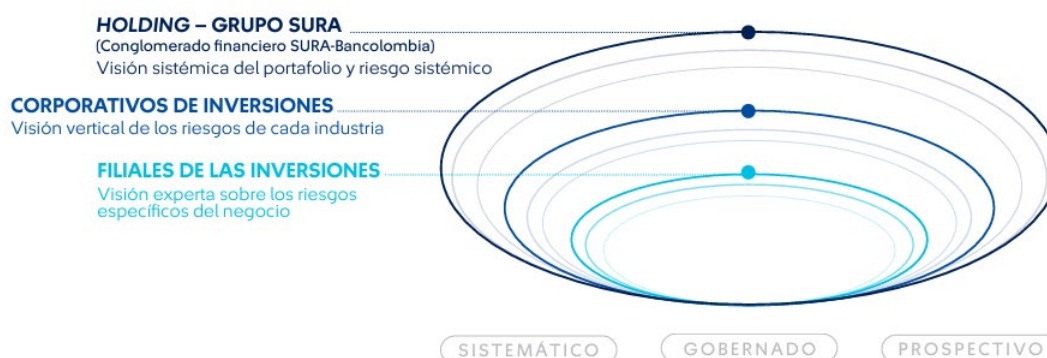 HOLDING – GRUPO SURA
(Conglomerado financiero SURA-Bancolombia)
Visión sistémica del portafolio y riesgo sistémico
CORPORATIVOS DE INVERSIONES
Visión vertical de los riesgos de cada industria
FILIALES DE LAS INVERSIONES
Visión experta sobre los riesgos
específicos del negocio
SISTEMÁTICO
GOBERNADO
PROSPECTIVO